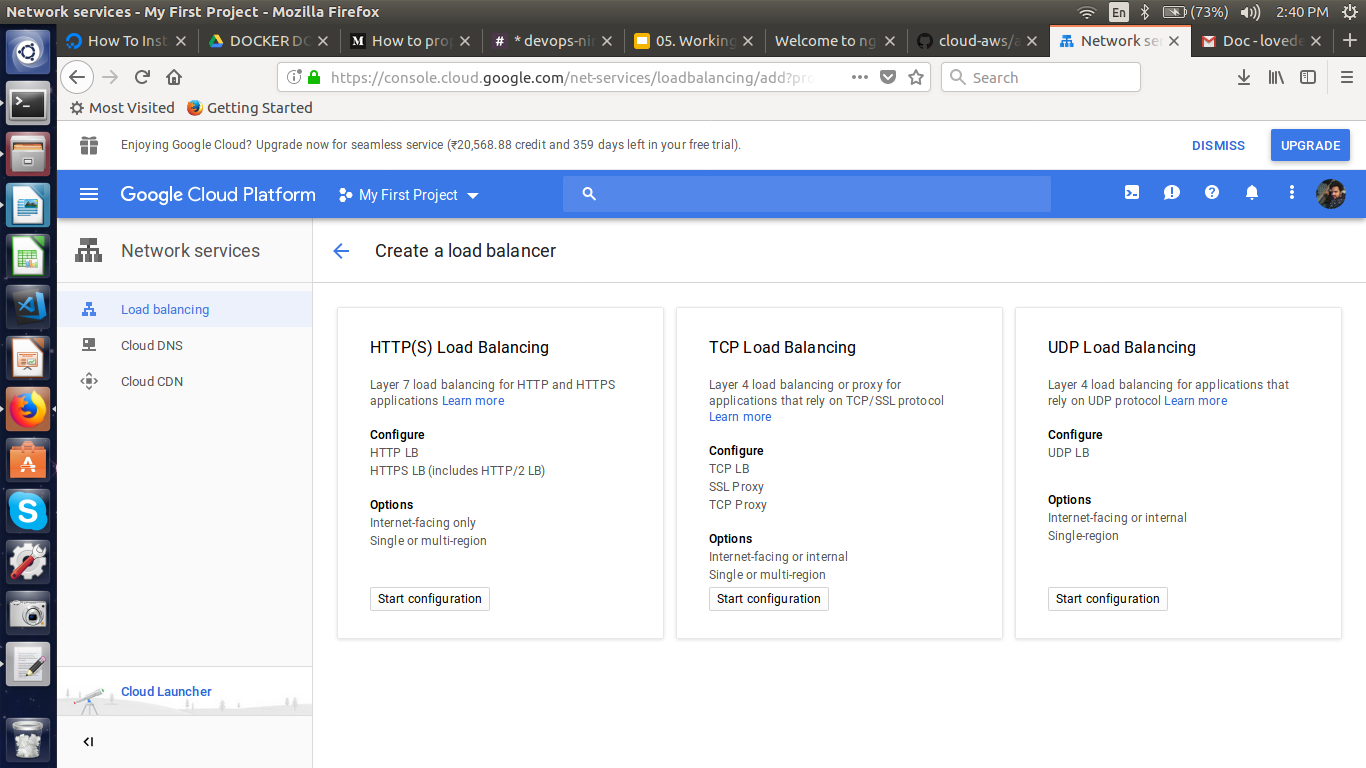 Network services - My First Project - Mozilla Firefox
En
(73%)
2:40 PM
How To Inst
DOCKER DO
How to prop
* devops-nin
05. Working
Welcome to ng
cloud-aws/a
Network ser
Doc - lovede
https://console.cloud.google.com/net-services/loadbalancing/add?pro
Search
Most Visited
Getting Started
Enjoying Google Cloud? Upgrade now for seamless service (₹20,568.88 credit and 359 days left in your free trial).
DISMISS
UPGRADE
Google Cloud Platform
My First Project
Network services
Load balancing
Cloud DNS
Cloud CDN
Cloud Launcher
Create a load balancer
HTTP(S) Load Balancing
Layer 7 load balancing for HTTP and HTTPS
applications Learn more
Configure
HTTP LB
HTTPS LB (includes HTTP/2 LB)
Options
Internet-facing only
Single or multi-region
Start configuration
TCP Load Balancing
Layer 4 load balancing or proxy for
applications that rely on TCP/SSL protocol
Learn more
Configure
TCP LB
SSL Proxy
TCP Proxy
Options
Internet-facing or internal
Single or multi-region
Start configuration
UDP Load Balancing
Layer 4 load balancing for applications that
rely on UDP protocol Learn more
Configure
UDP LB
Options
Internet-facing or internal
Single-region
Start configuration